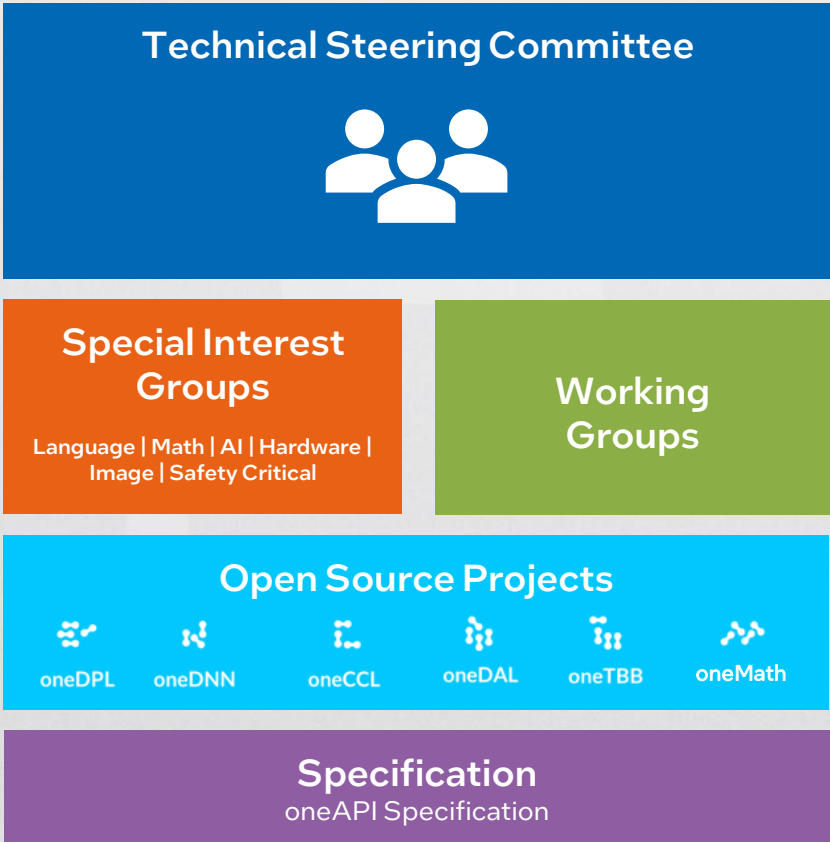 Technical Steering Committee
Special Interest
Groups
Language | Math | AI | Hardware |
Image | Safety Critical
Working
Groups
Open Source Projects
oneDPL
oneDNN
oneCCL
oneDAL
oneTBB
oneMath
Specification
oneAPI Specification